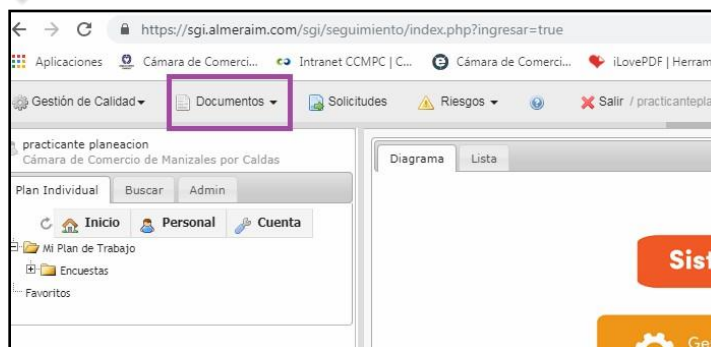 https://sgi.almeraim.com/sgi/seguimiento/index.php?ingresar=true
Aplicaciones Cámara de Comerci... Intranet CCMPC | C... Cámara de Comerci... iLovePDF | Herram
Gestión de Calidad Documentos Solicitudes Riesgos Salir / practicantepla
practicante planeacion
Cámara de Comercio de Manizales por Caldas
Plan Individual Buscar Admin
Diagrama Lista
Inicio Personal Cuenta
Mi Plan de Trabajo
Encuestas
Favoritos
Sist
Ge